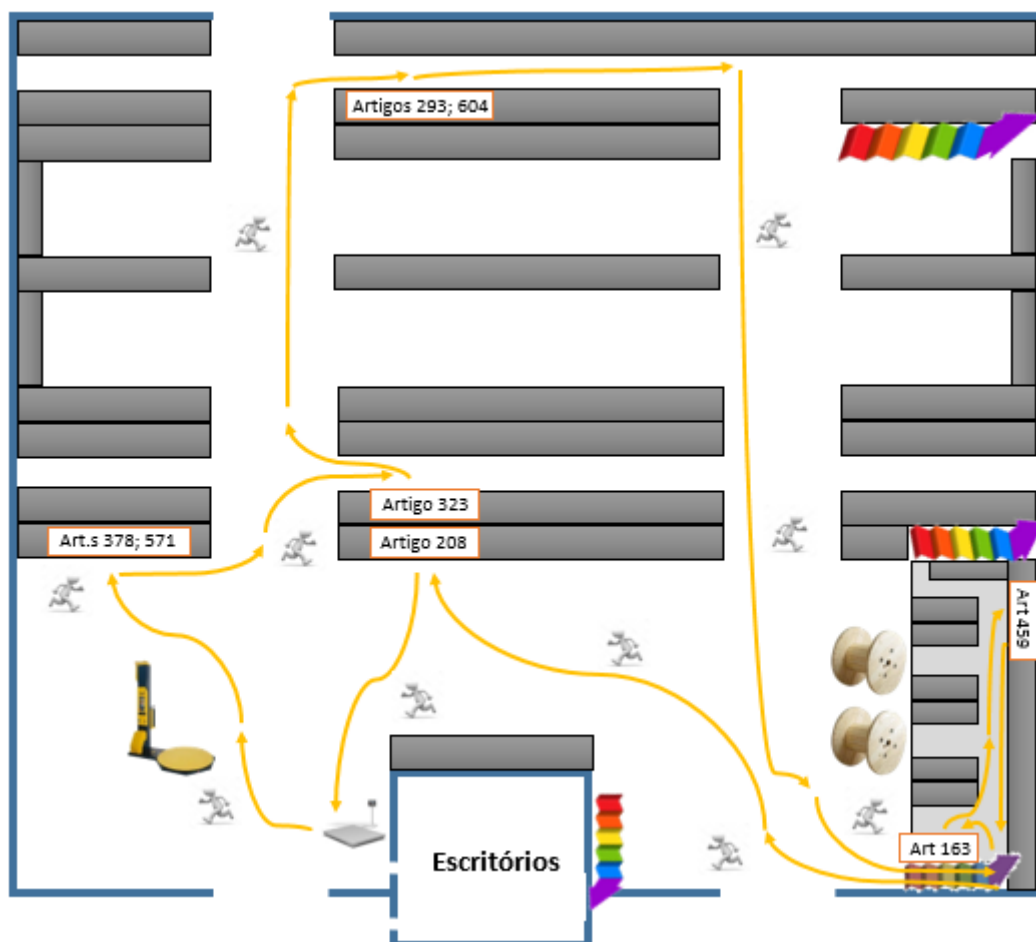 Artigos 293; 604
Artigo 323
Art.s 378; 571
Artigo 208
Art 459
Art 163
Escritórios